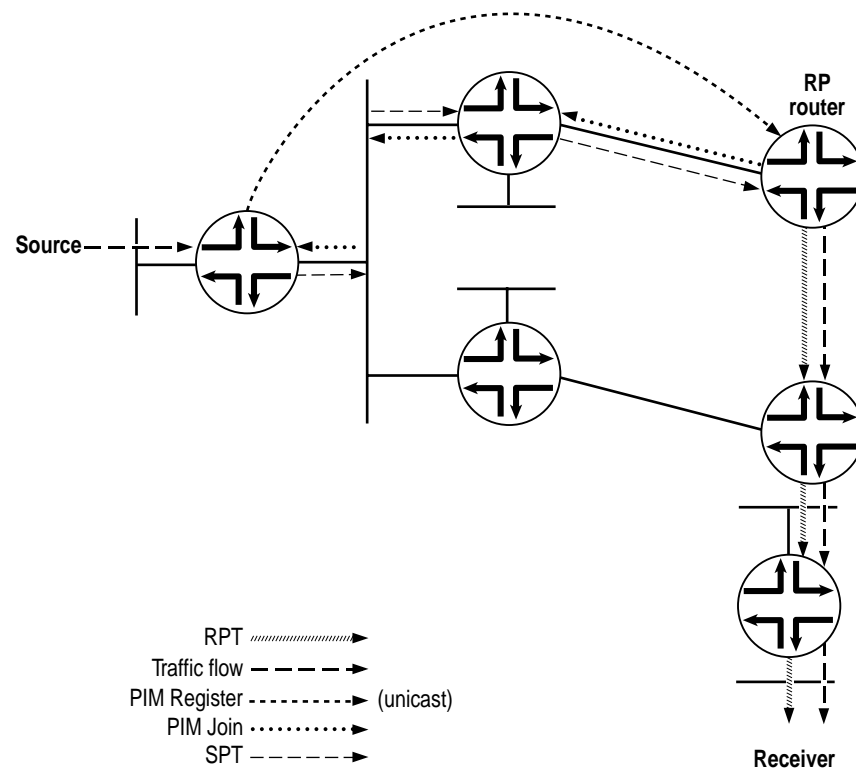 RP
router
Source
RPT
Traffic flow
PIM Register
(unicast)
PIM Join
SPT
Receiver